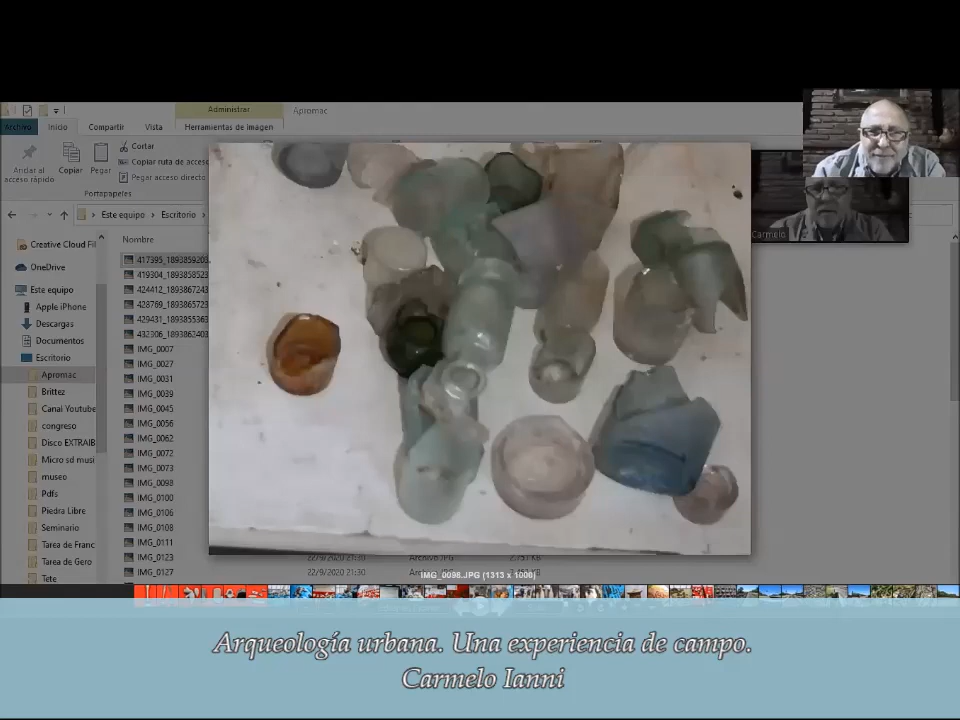 Administrar
Apromac
Archivo
Inicio
Compartir
Vista
Herramientas de imagen
Anclar al
acceso rápido
Copiar
Pegar
Cortar
Copiar ruta de acceso
Pegar acceso directo
Portapapeles
Este equipo
Escritorio
Carmelo
Nombre
Creative Cloud Fil
OneDrive
Este equipo
Apple iPhone
Descargas
Documentos
Escritorio
Apromac
Brittez
Canal Youtube
congreso
Disco EXTRAIB
Micro sd musi
museo
Pdfs
Piedra Libre
Seminario
Tarea de Franc
Tarea de Gero
Tete
IMG_0007
IMG_0027
IMG_0031
IMG_0039
IMG_0045
IMG_0056
IMG_0062
IMG_0072
IMG_0073
IMG_0098
IMG_0100
IMG_0106
IMG_0108
IMG_0111
IMG_0123
IMG_0127
22/9/2020 21:30
IMG_0098.JPG (1313 x 1000)
Arqueología urbana. Una experiencia de campo.
Carmelo Ianni